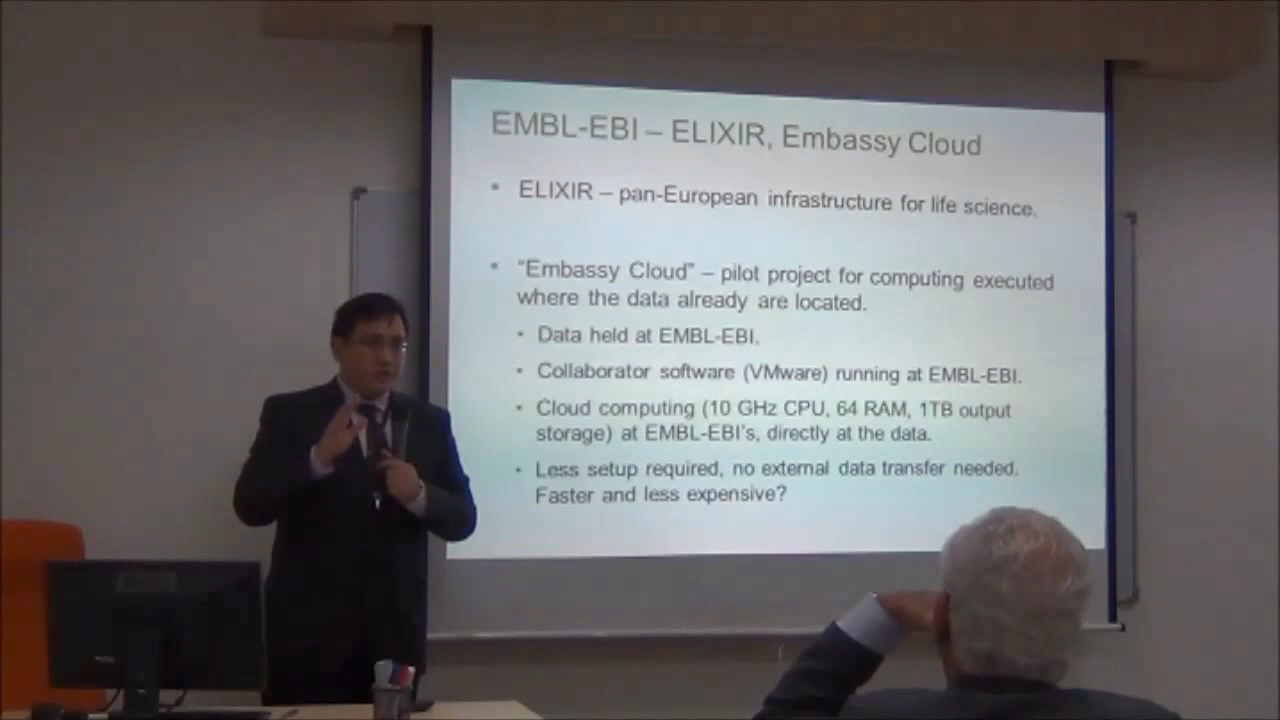 EMBL-EBI – ELIXIR, Embassy Cloud
• ELIXIR – pan-European infrastructure for life science.
• “Embassy Cloud” – pilot project for computing executed
where the data already are located.
• Data held at EMBL-EBI.
• Collaborator software (VMware) running at EMBL-EBI.
• Cloud computing (10 GHz CPU, 64 RAM, 1TB output
storage) at EMBL-EBI’s, directly at the data.
• Less setup required, no external data transfer needed.
Faster and less expensive?